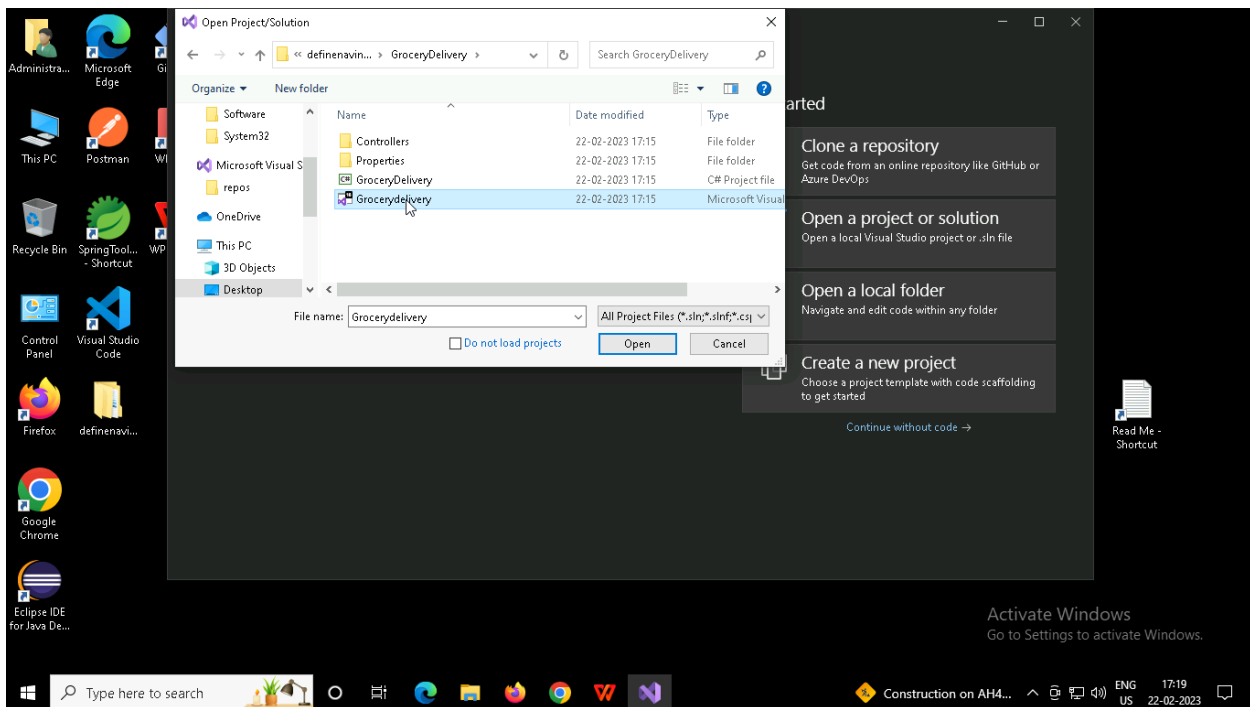 Open Project/Solution
« definenavin... › GroceryDelivery ›
Search GroceryDelivery
Organize
New folder
Software
System32
Microsoft Visual S
repos
OneDrive
This PC
3D Objects
Desktop
Name Date modified Type
Controllers 22-02-2023 17:15 File folder
Properties 22-02-2023 17:15 File folder
GroceryDelivery 22-02-2023 17:15 C# Project file
Grocerydelivery 22-02-2023 17:15 Microsoft Visual
File name: Grocerydelivery
All Project Files (*.sln;*.slnf;*.csp
Do not load projects
Open
Cancel
arted
Clone a repository
Get code from an online repository like GitHub or
Azure DevOps
Open a project or solution
Open a local Visual Studio project or .sln file
Open a local folder
Navigate and edit code within any folder
Create a new project
Choose a project template with code scaffolding
to get started
Continue without code →
Administra...
Microsoft
Edge
Gi
This PC
Postman
WI
Recycle Bin
SpringTool...
- Shortcut
WP
Control
Panel
Visual Studio
Code
Firefox
definenavi...
Google
Chrome
Eclipse IDE
for Java De...
Read Me -
Shortcut
Activate Windows
Go to Settings to activate Windows.
Type here to search
Construction on AH4...
ENG
US
17:19
22-02-2023